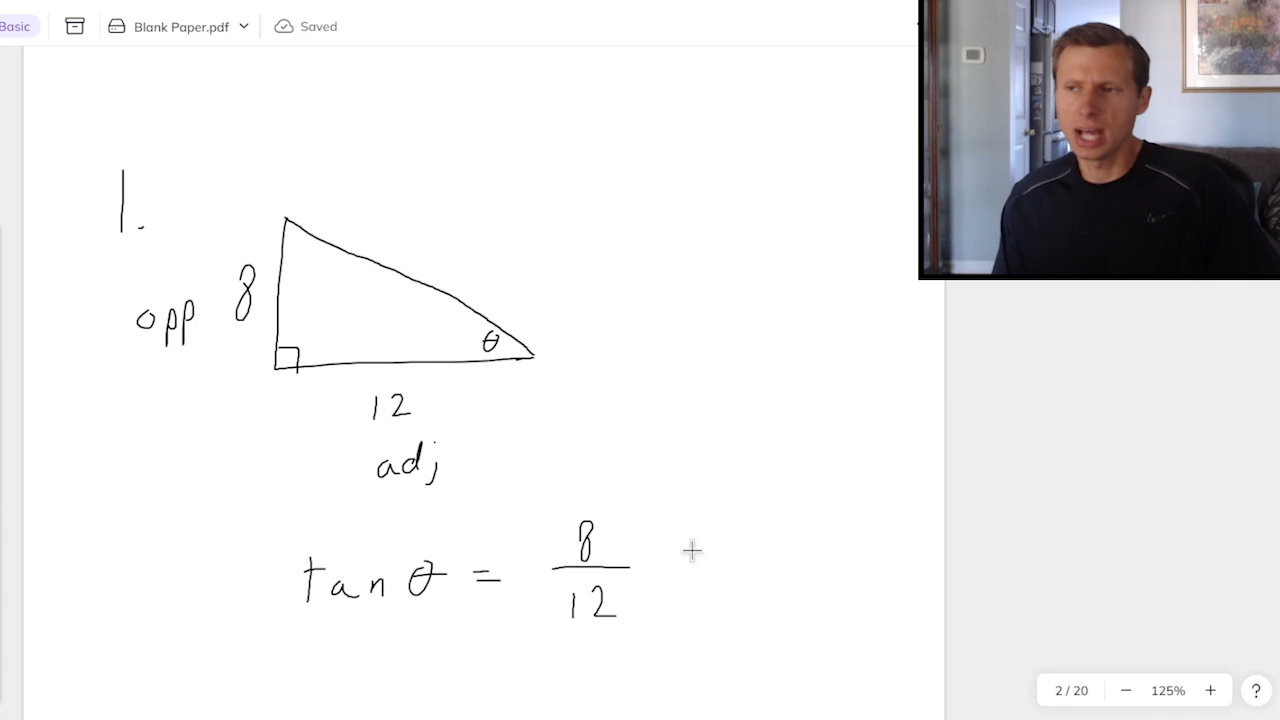 Basic
Blank Paper.pdf
Saved
1.
opp 8
θ
12
adj
tan θ = 8/12
2 / 20
125%
?